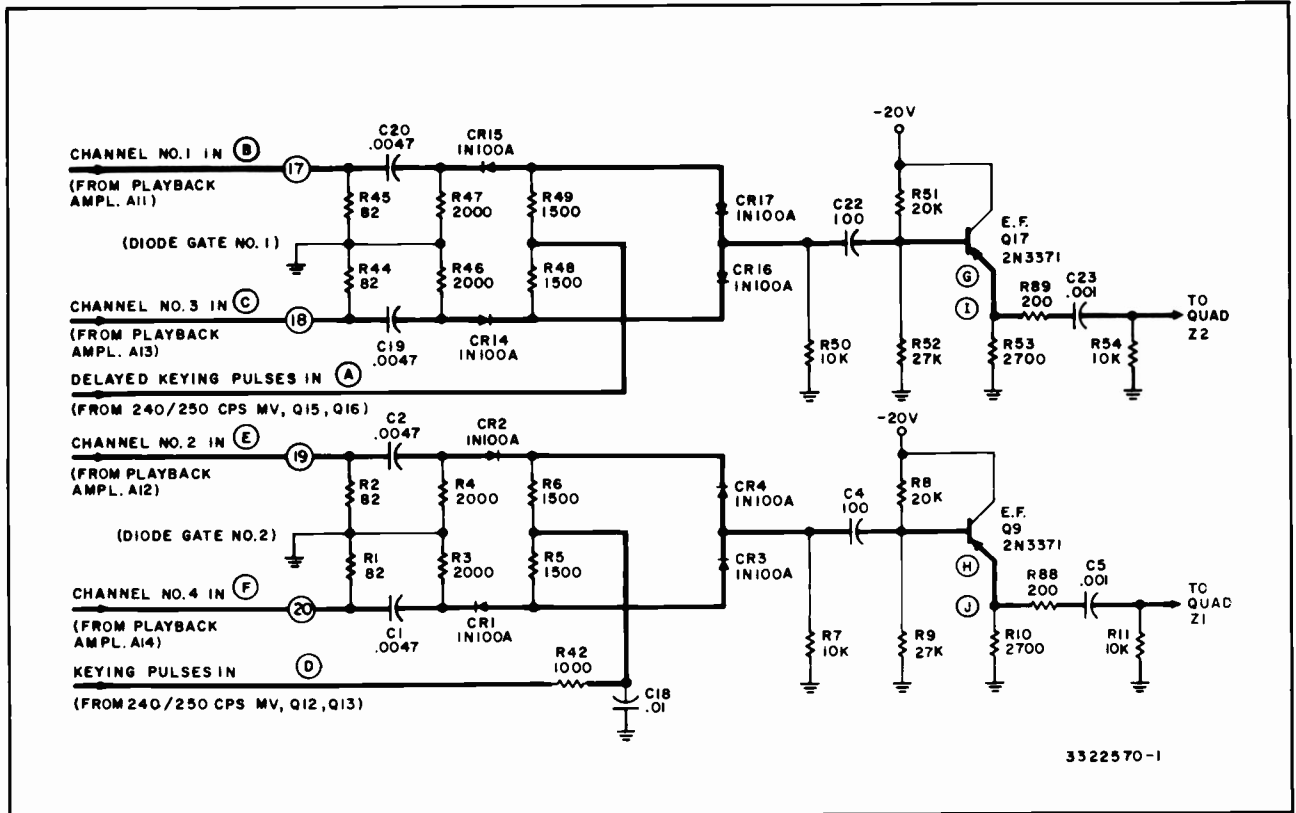 -20V
C20
.0047
CR15
IN100A
CHANNEL NO.1 IN B
17
(FROM PLAYBACK
AMPL. A11)
R45
82
R47
2000
R49
1500
CR17
IN100A
C22
100
R51
20K
E.F.
Q17
2N3371
(DIODE GATE NO.1)
R44
82
R46
2000
R48
1500
CR16
IN100A
G
R89
200
C23
.001
CHANNEL NO.3 IN C
18
I
TO
QUAD
Z2
(FROM PLAYBACK
AMPL. A13)
C19
.0047
CR14
IN100A
R50
10K
R52
27K
R53
2700
R54
10K
DELAYED KEYING PULSES IN A
(FROM 240/250 CPS MV, Q15, Q16)
-20V
C2
.0047
CR2
IN100A
CHANNEL NO.2 IN E
19
(FROM PLAYBACK
AMPL. A12)
R2
82
R4
2000
R6
1500
CR4
IN100A
C4
100
R8
20K
E.F.
Q9
2N3371
(DIODE GATE NO.2)
R1
82
R3
2000
R5
1500
CR3
IN100A
H
R88
200
C5
.001
CHANNEL NO.4 IN F
20
J
TO
QUAD
Z1
(FROM PLAYBACK
AMPL. A14)
C1
.0047
CR1
IN100A
R7
10K
R9
27K
R10
2700
R11
10K
KEYING PULSES IN D
R42
1000
(FROM 240/250 CPS MV, Q12, Q13)
C18
.01
3322570-1